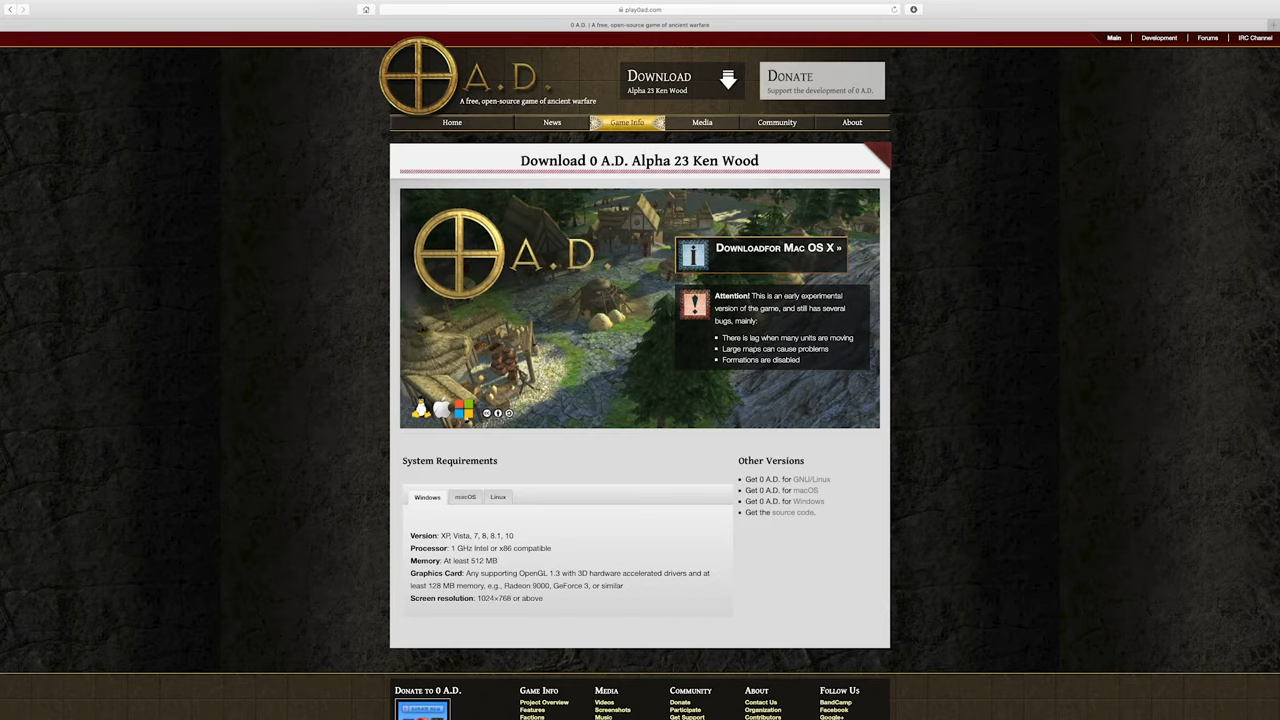 play0ad.com
0 A.D. | A free, open-source game of ancient warfare
Main
Development
Forums
IRC Channel
A.D.
A free, open-source game of ancient warfare
Download
Alpha 23 Ken Wood
Donate
Support the development of 0 A.D.
Home
News
Game Info
Media
Community
About
Download 0 A.D. Alpha 23 Ken Wood
A.D.
Downloadfor Mac OS X »
Attention! This is an early experimental
version of the game, and still has several
bugs, mainly:
There is lag when many units are moving
Large maps can cause problems
Formations are disabled
System Requirements
Windows
macOS
Linux
Version: XP, Vista, 7, 8, 8.1, 10
Processor: 1 GHz Intel or x86 compatible
Memory: At least 512 MB
Graphics Card: Any supporting OpenGL 1.3 with 3D hardware accelerated drivers and at
least 128 MB memory, e.g., Radeon 9000, GeForce 3, or similar
Screen resolution: 1024×768 or above
Other Versions
Get 0 A.D. for GNU/Linux
Get 0 A.D. for macOS
Get 0 A.D. for Windows
Get the source code.
Donate to 0 A.D.
Game Info
Project Overview
Features
Factions
Media
Videos
Screenshots
Music
Community
Donate
Participate
Get Support
About
Contact Us
Organization
Contributors
Follow Us
BandCamp
Facebook
Google+